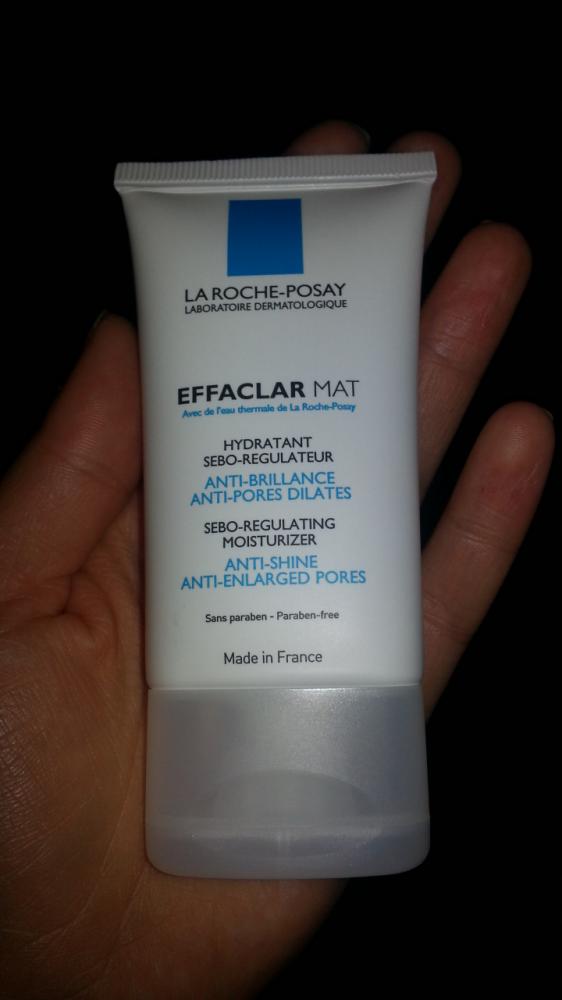 LA ROCHE-POSAY
LABORATOIRE DERMATOLOGIQUE
EFFACLAR MAT
Avec de l'eau thermale de La Roche-Posay
HYDRATANT
SEBO-REGULATEUR
ANTI-BRILLANCE
ANTI-PORES DILATES
SEBO-REGULATING
MOISTURIZER
ANTI-SHINE
ANTI-ENLARGED PORES
Sans paraben - Paraben-free
Made in France